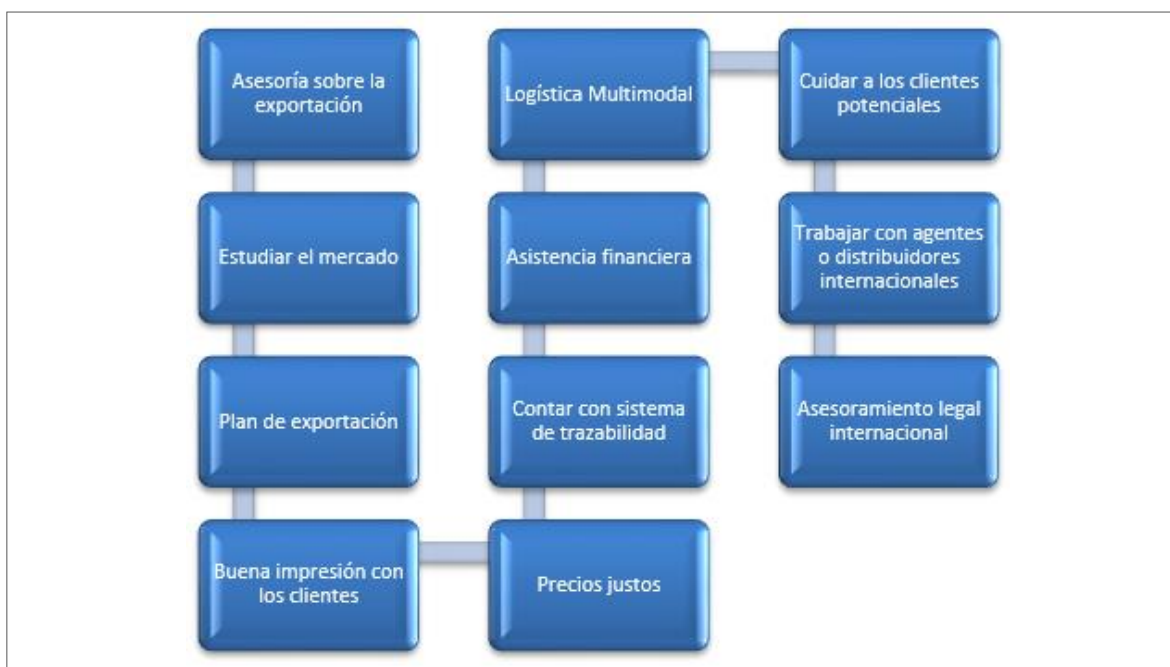 Asesoría sobre la
exportación
Estudiar el mercado
Plan de exportación
Buena impresión con
los clientes
Precios justos
Contar con sistema
de trazabilidad
Asistencia financiera
Logística Multimodal
Cuidar a los clientes
potenciales
Trabajar con agentes
o distribuidores
internacionales
Asesoramiento legal
internacional